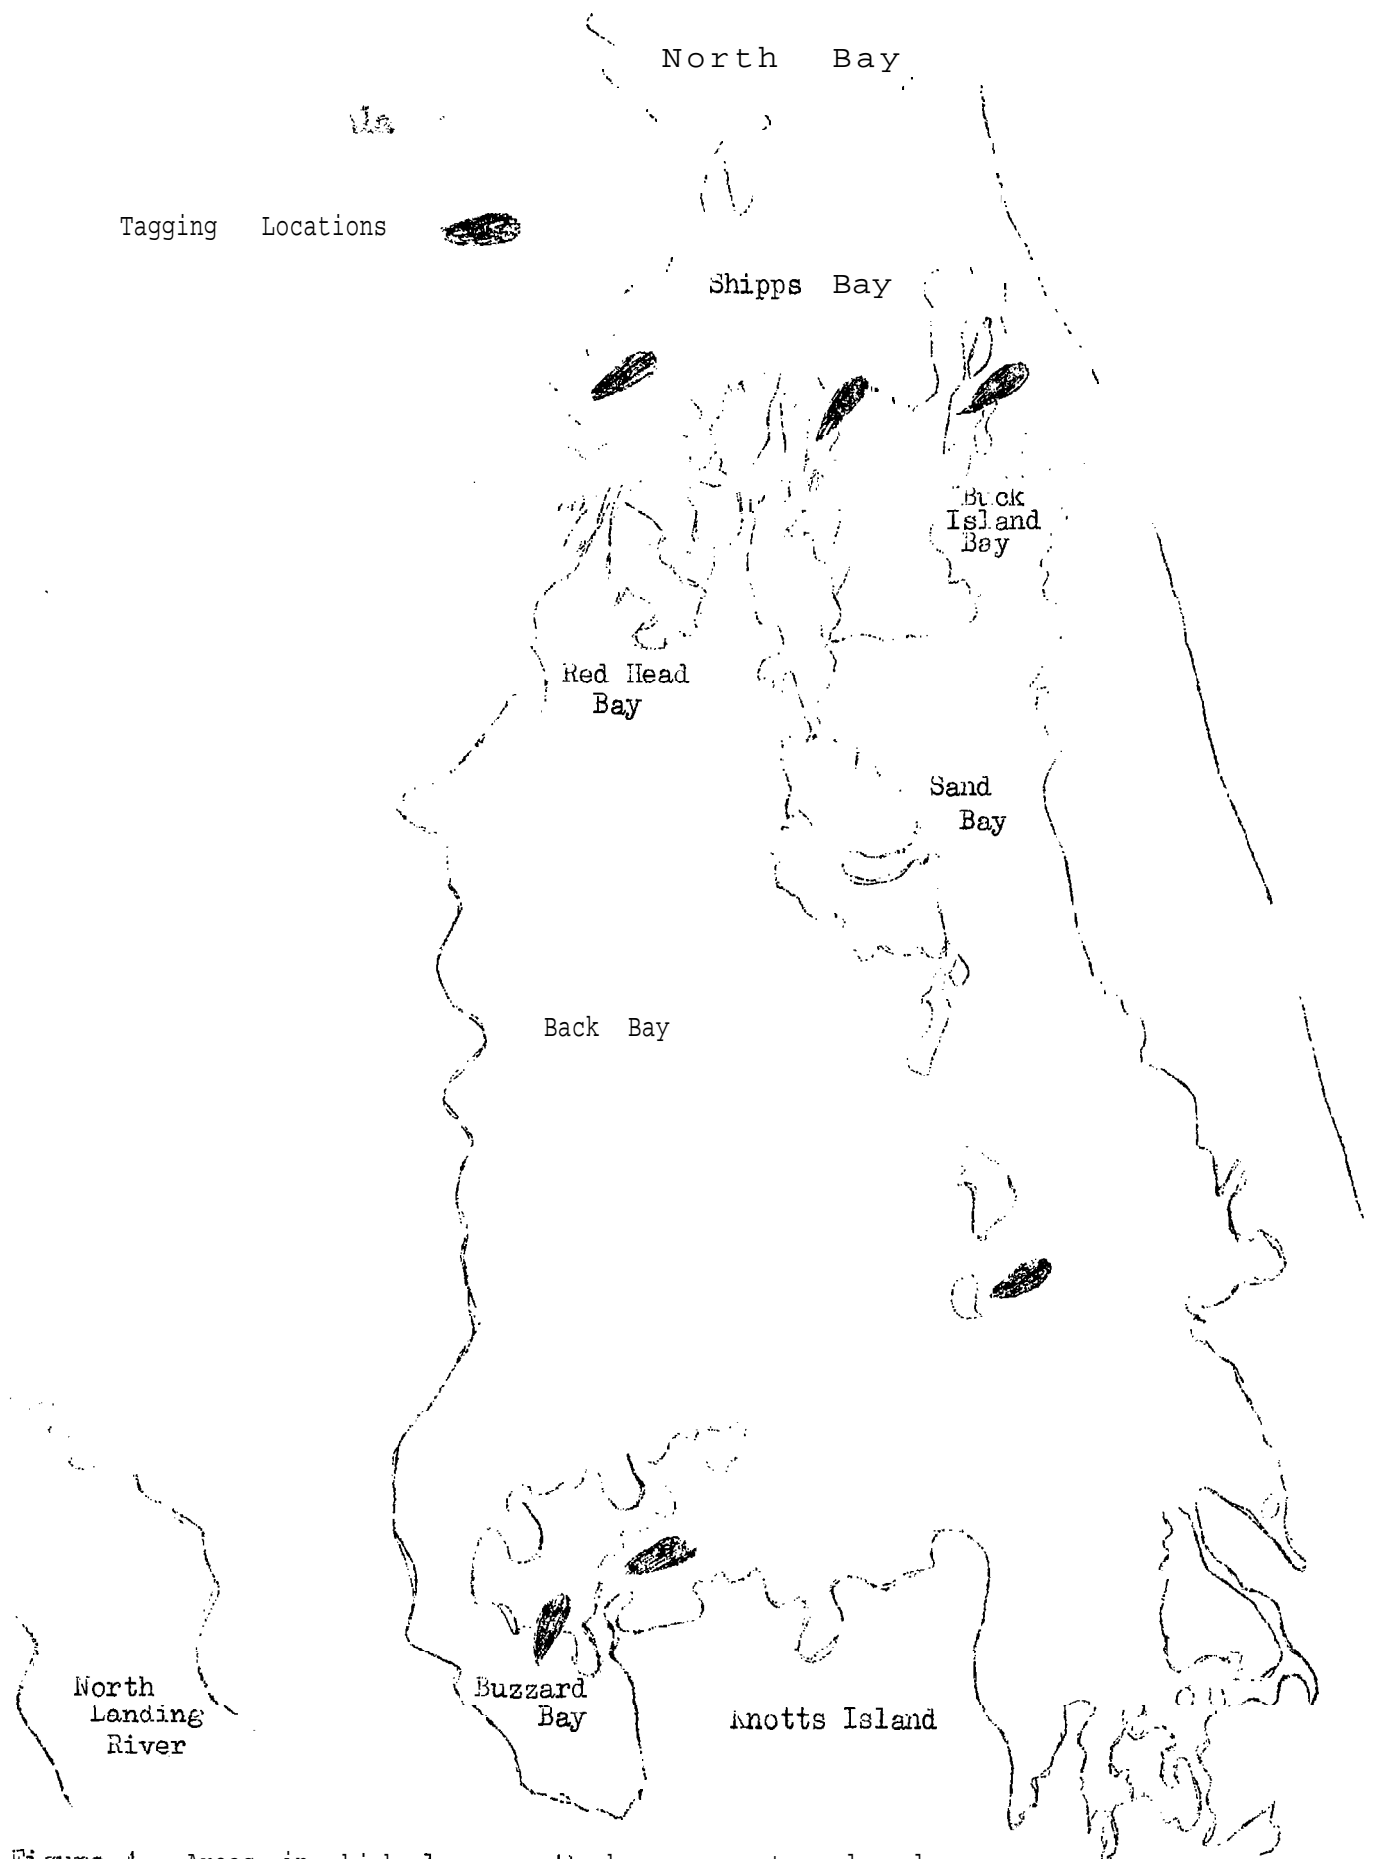 North Bay
Tagging Locations
Shipps Bay
Buck
Island
Bay
Red Head
Bay
Sand
Bay
Back Bay
North
Landing
River
Buzzard
Bay
Knotts Island